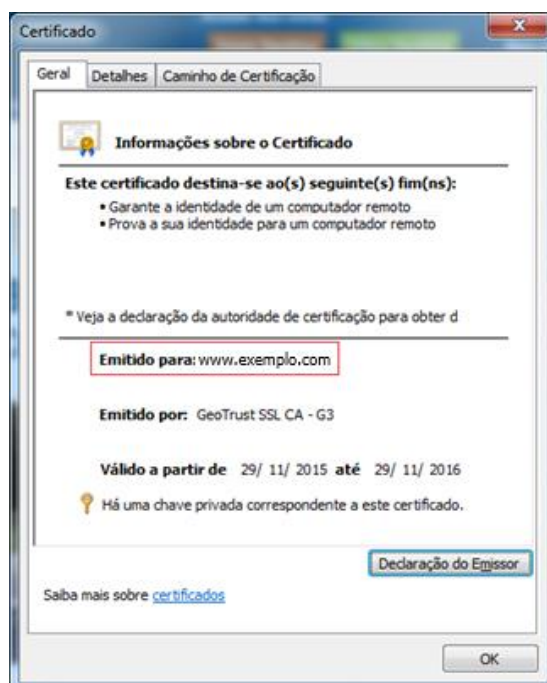 Certificado
Geral Detalhes Caminho de Certificação
Informações sobre o Certificado
Este certificado destina-se ao(s) seguinte(s) fim(ns):
• Garante a identidade de um computador remoto
• Prova a sua identidade para um computador remoto
* Veja a declaração da autoridade de certificação para obter d
Emitido para: www.exemplo.com
Emitido por: GeoTrust SSL CA - G3
Válido a partir de 29/ 11/ 2015 até 29/ 11/ 2016
Há uma chave privada correspondente a este certificado.
Declaração do Emissor
Saiba mais sobre certificados
OK